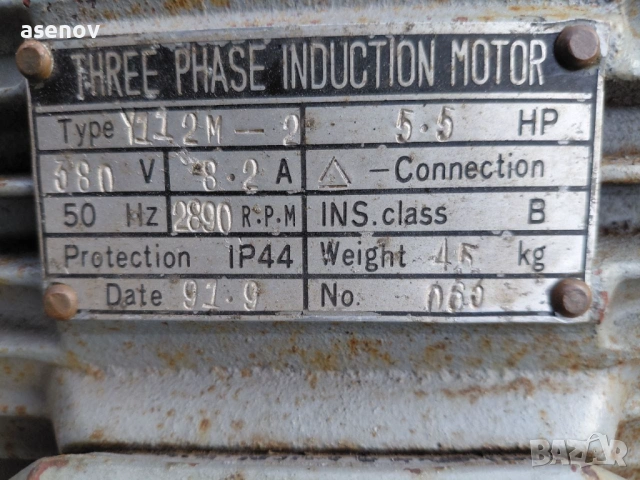 asenov
THREE PHASE INDUCTION MOTOR
Type Y112M-2 5.5 HP
380 V 8.2 A △-Connection
50 Hz 2890 R.P.M INS.class B
Protection IP44 Weight 45 kg
Date 91.9 No.
BAZAR